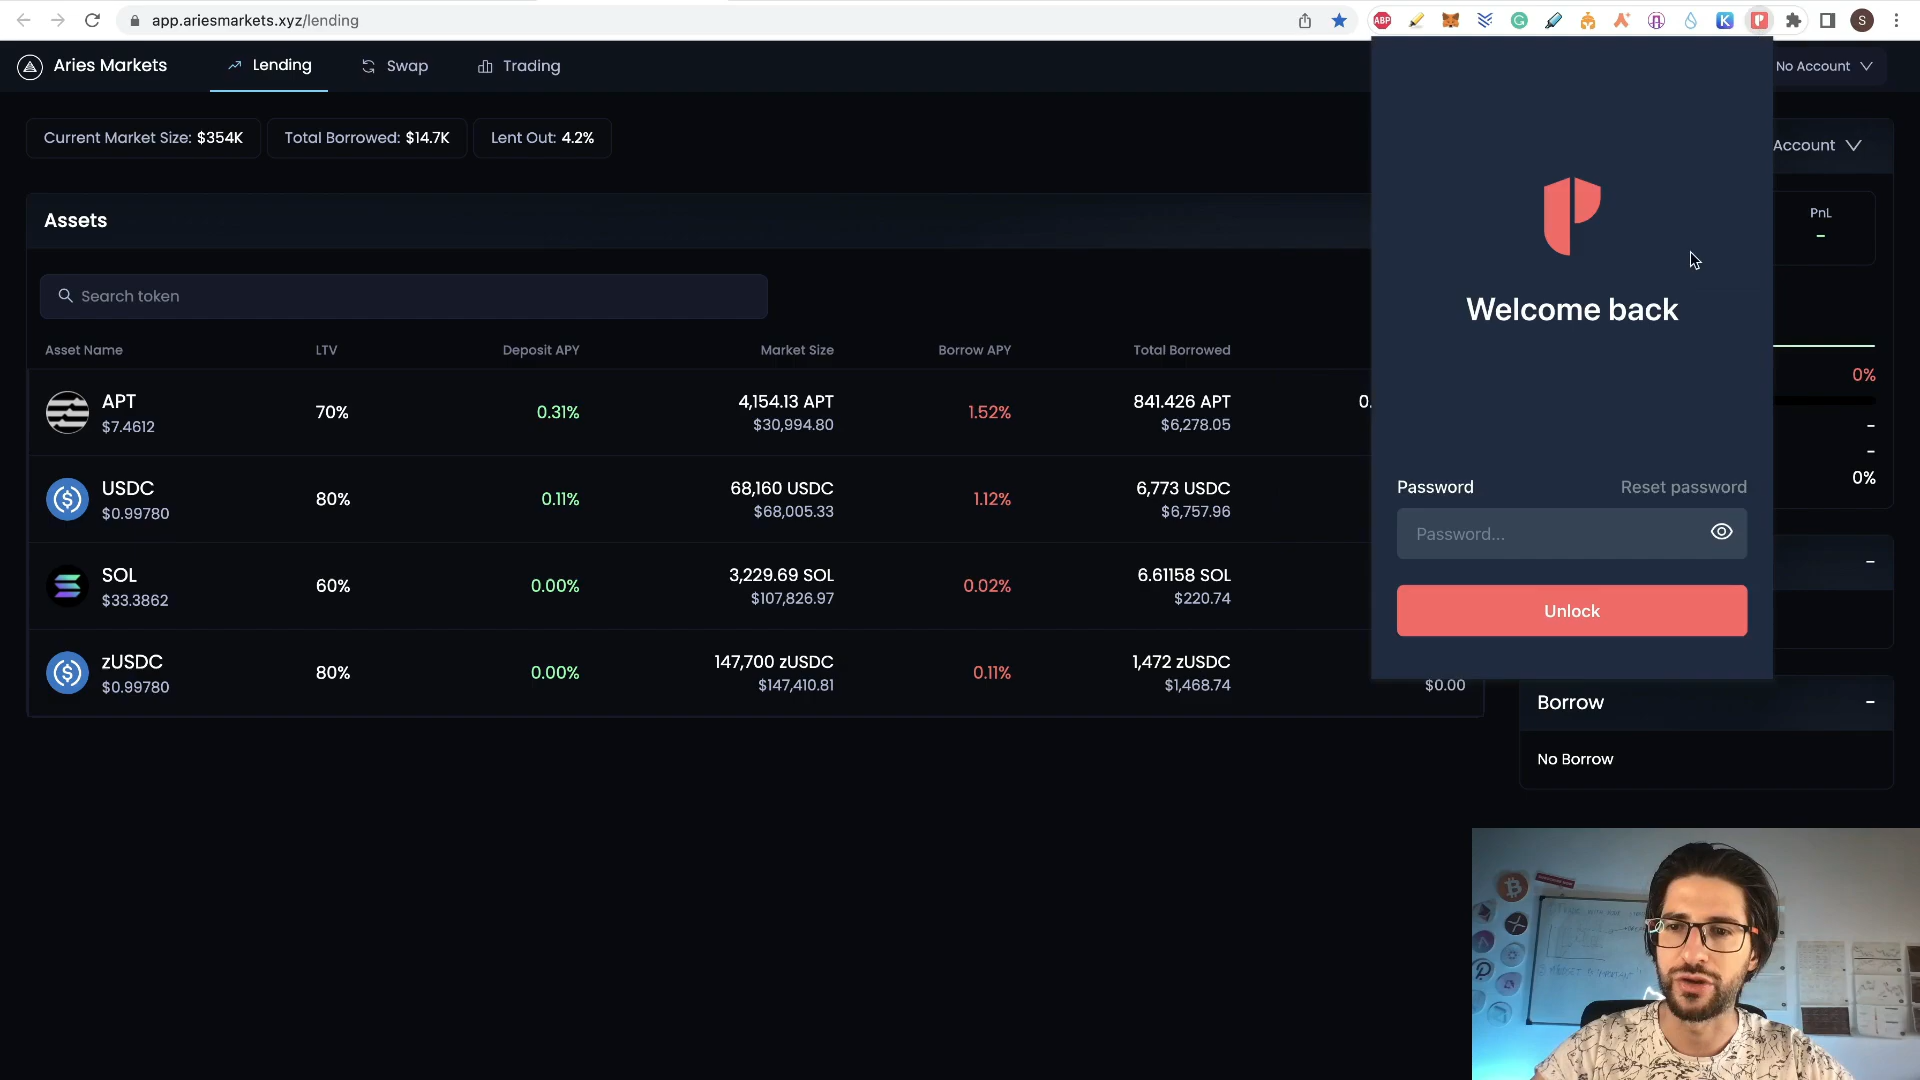 app.ariesmarkets.xyz/lending
ABP
S
Aries Markets
Lending
Swap
Trading
No Account
Current Market Size: $354K
Total Borrowed: $14.7K
Lent Out: 4.2%
Account
Assets
PnL
-
Search token
Welcome back
Asset Name
LTV
Deposit APY
Market Size
Borrow APY
Total Borrowed
0%
APT
$7.4612
70%
0.31%
4,154.13 APT
$30,994.80
1.52%
841.426 APT
$6,278.05
0.
-
-
0%
USDC
$0.99780
80%
0.11%
68,160 USDC
$68,005.33
1.12%
6,773 USDC
$6,757.96
Password
Reset password
Password...
Unlock
-
SOL
$33.3862
60%
0.00%
3,229.69 SOL
$107,826.97
0.02%
6.61158 SOL
$220.74
zUSDC
$0.99780
80%
0.00%
147,700 zUSDC
$147,410.81
0.11%
1,472 zUSDC
$1,468.74
$0.00
Borrow
-
No Borrow